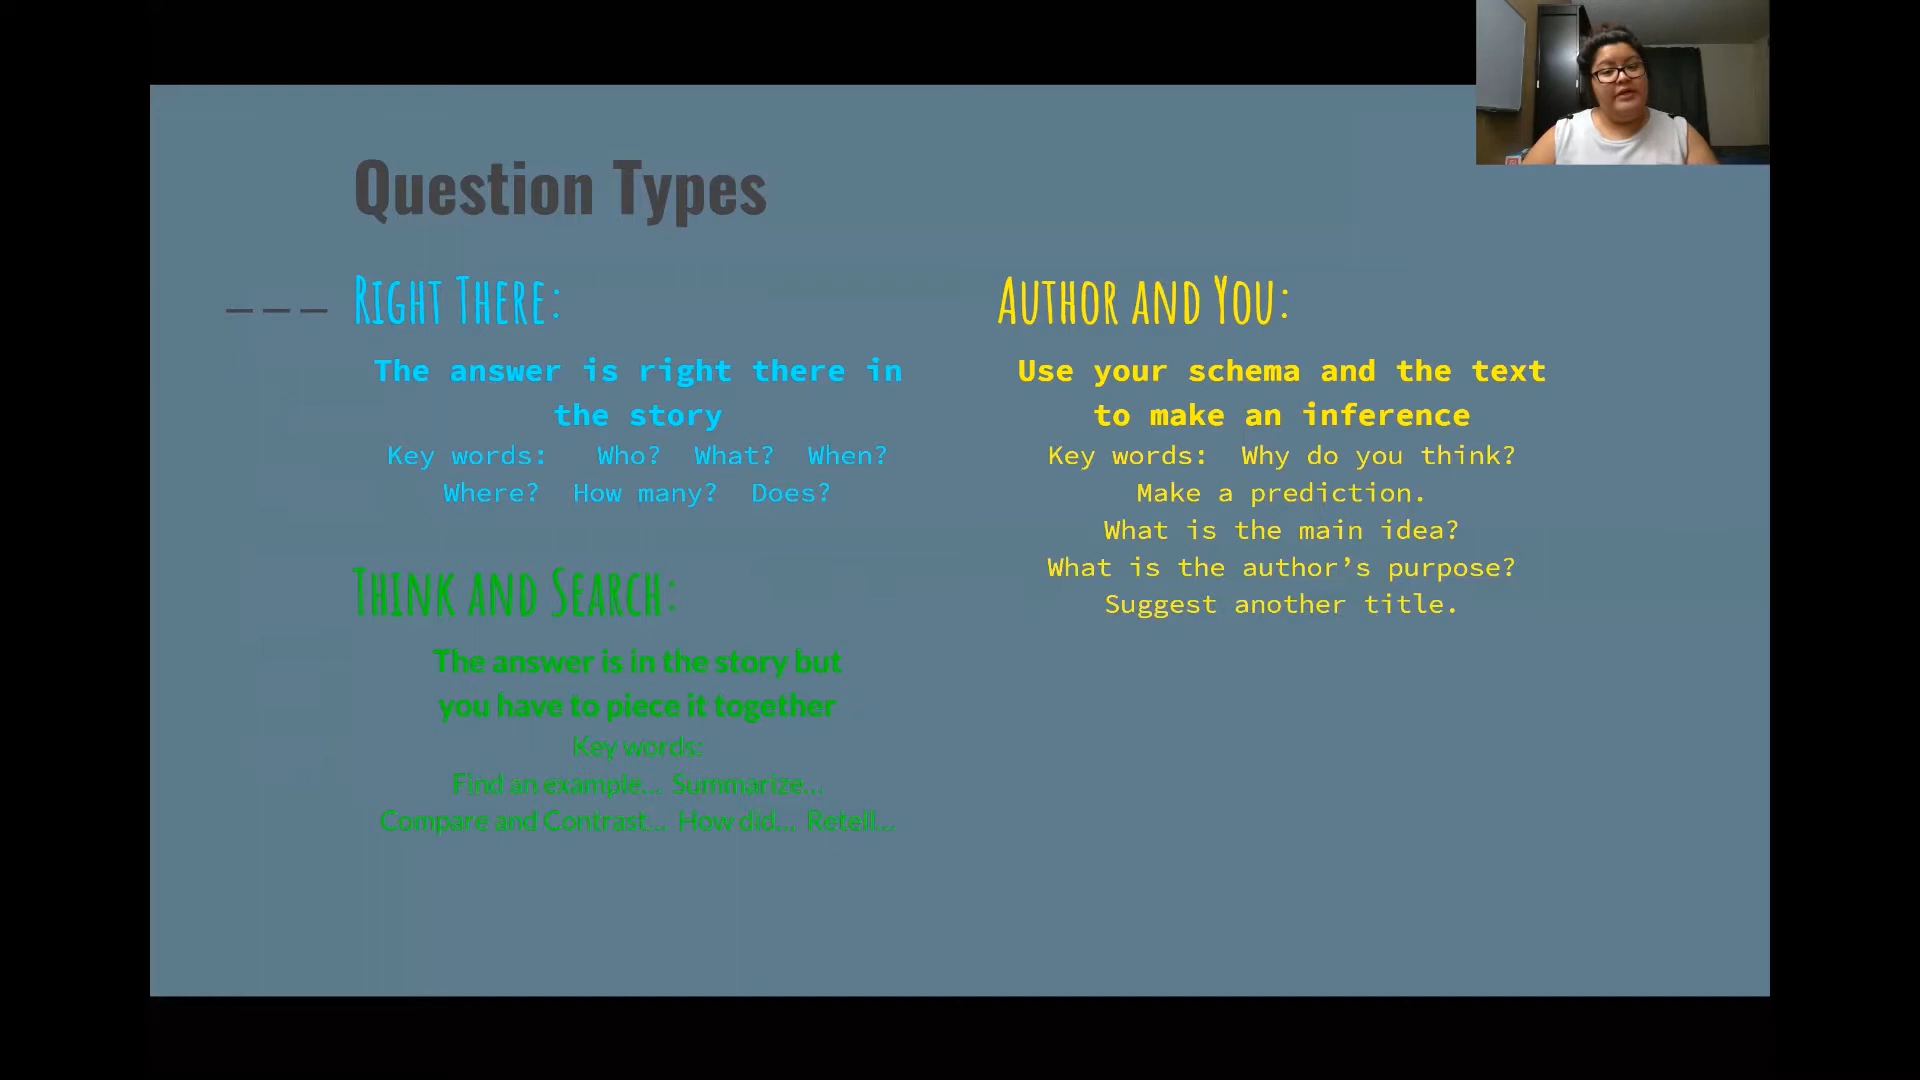 Question Types
Right There:
The answer is right there in
the story
Key words: Who? What? When?
Where? How many? Does?
Think and Search:
The answer is in the story but
you have to piece it together
Key words:
Find an example... Summarize...
Compare and Contrast... How did... Retell...
Author and You:
Use your schema and the text
to make an inference
Key words: Why do you think?
Make a prediction.
What is the main idea?
What is the author’s purpose?
Suggest another title.